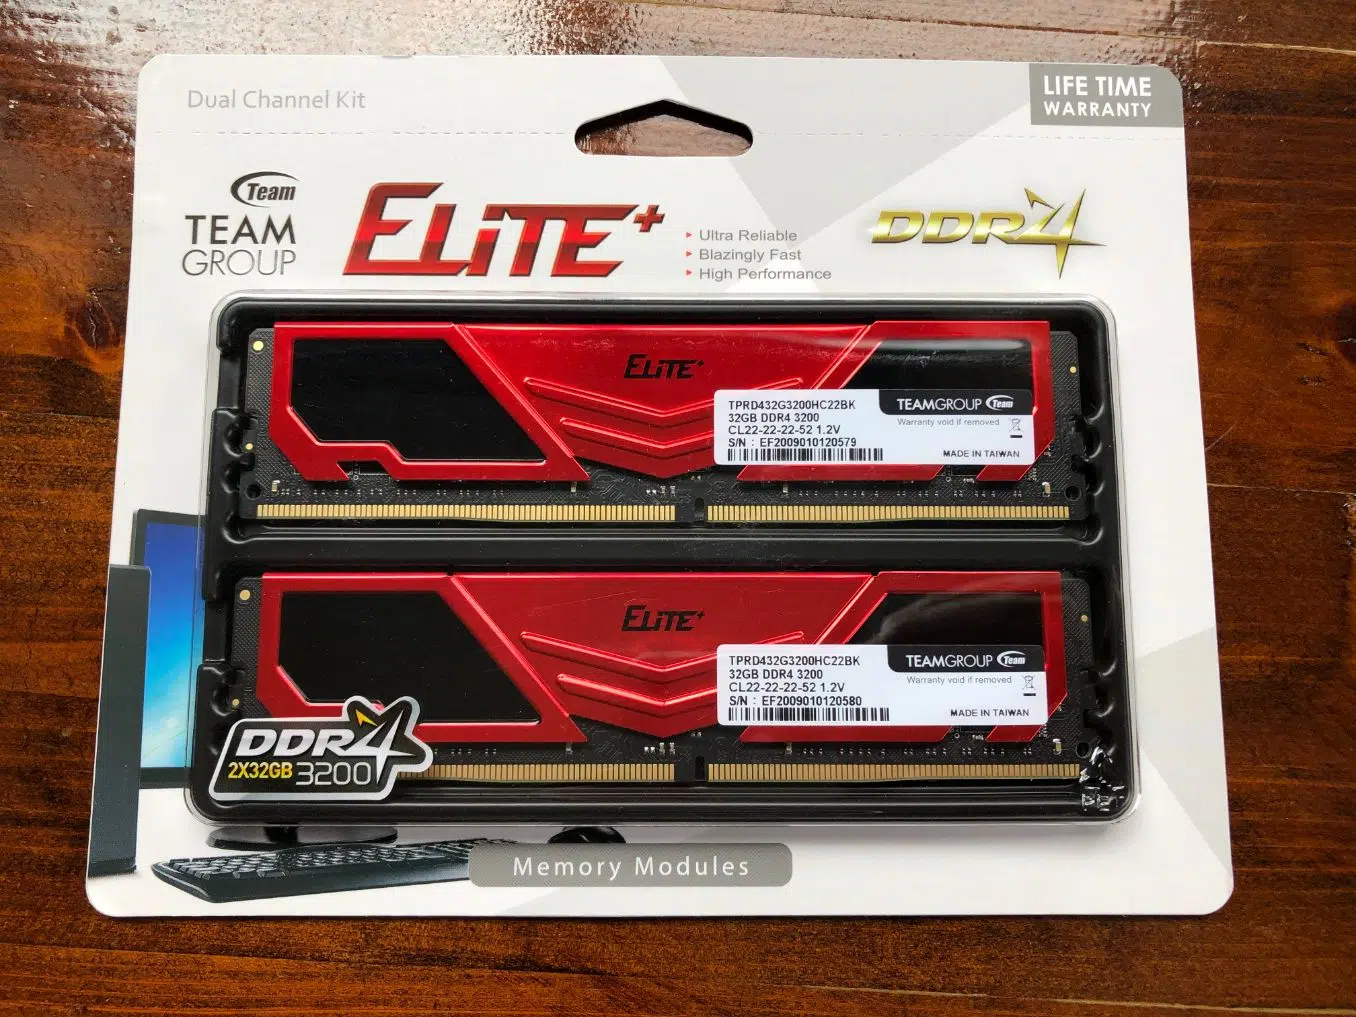 Dual Channel Kit
LIFE TIME
WARRANTY
Team
TEAM
GROUP
ELiTE+
Ultra Reliable
Blazingly Fast
High Performance
DDR4
ELiTE+
TPRD432G3200HC22BK
32GB DDR4 3200
CL22-22-22-52 1.2V
S/N : EF2009010120579
TEAMGROUP Team
Warranty void if removed
MADE IN TAIWAN
ELiTE+
TPRD432G3200HC22BK
32GB DDR4 3200
CL22-22-22-52 1.2V
S/N : EF2009010120580
TEAMGROUP Team
Warranty void if removed
MADE IN TAIWAN
DDR4
2X32GB 3200
Memory Modules